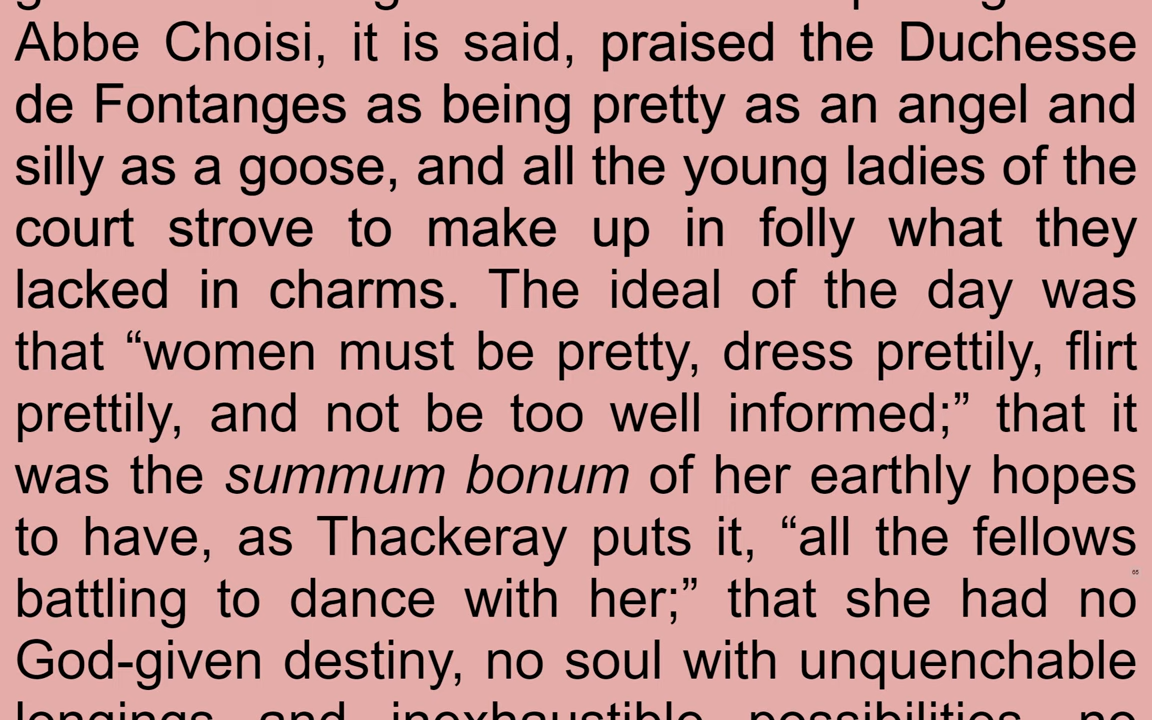 Abbe Choisi, it is said, praised the Duchesse
de Fontanges as being pretty as an angel and
silly as a goose, and all the young ladies of the
court strove to make up in folly what they
lacked in charms. The ideal of the day was
that “women must be pretty, dress prettily, flirt
prettily, and not be too well informed;” that it
was the summum bonum of her earthly hopes
to have, as Thackeray puts it, “all the fellows
battling to dance with her;” that she had no
God-given destiny, no soul with unquenchable
longings and inexhaustible possibilities, no